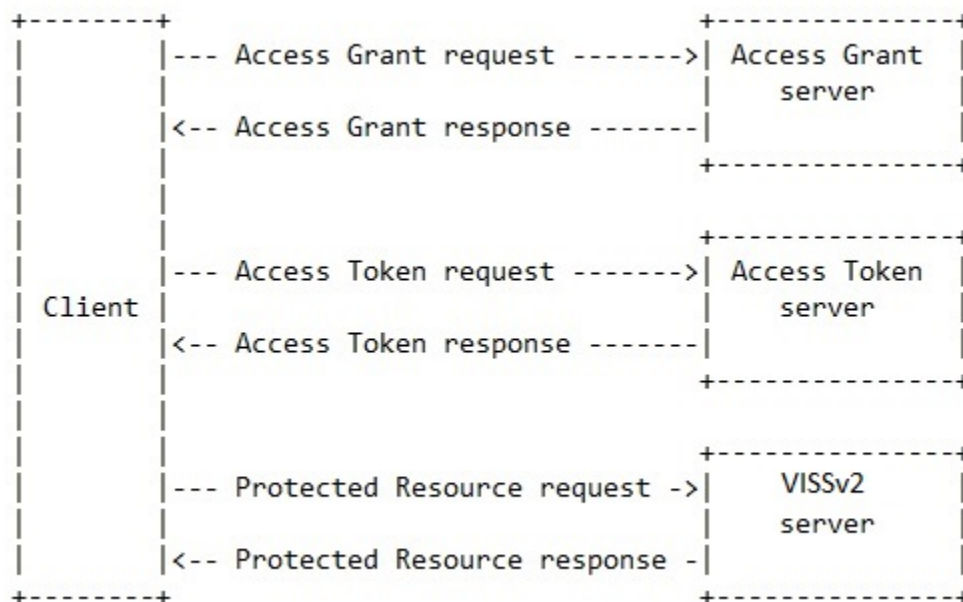 --- Access Grant request ------->
Access Grant
server
<-- Access Grant response -------
--- Access Token request ------->
Access Token
server
Client
<-- Access Token response -------
--- Protected Resource request ->
VISSv2
server
<-- Protected Resource response -